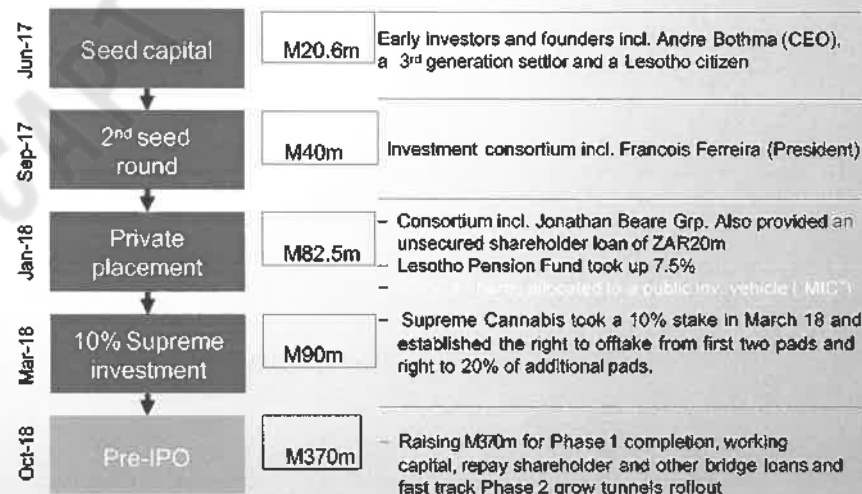 Jun-17
Seed capital
M20.6m
Early investors and founders incl. Andre Bothma (CEO),
a 3rd generation settlor and a Lesotho citizen
Sep-17
2nd seed
round
M40m
Investment consortium incl. Francois Ferreira (President)
Jan-18
Private
placement
M82.5m
– Consortium incl. Jonathan Beare Grp. Also provided an
unsecured shareholder loan of ZAR20m
– Lesotho Pension Fund took up 7.5%
– allocated to a public inv. vehicle ("MIC")
Mar-18
10% Supreme
investment
M90m
– Supreme Cannabis took a 10% stake in March 18 and
established the right to offtake from first two pads and
right to 20% of additional pads.
Oct-18
Pre-IPO
M370m
– Raising M370m for Phase 1 completion, working
capital, repay shareholder and other bridge loans and
fast track Phase 2 grow tunnels rollout